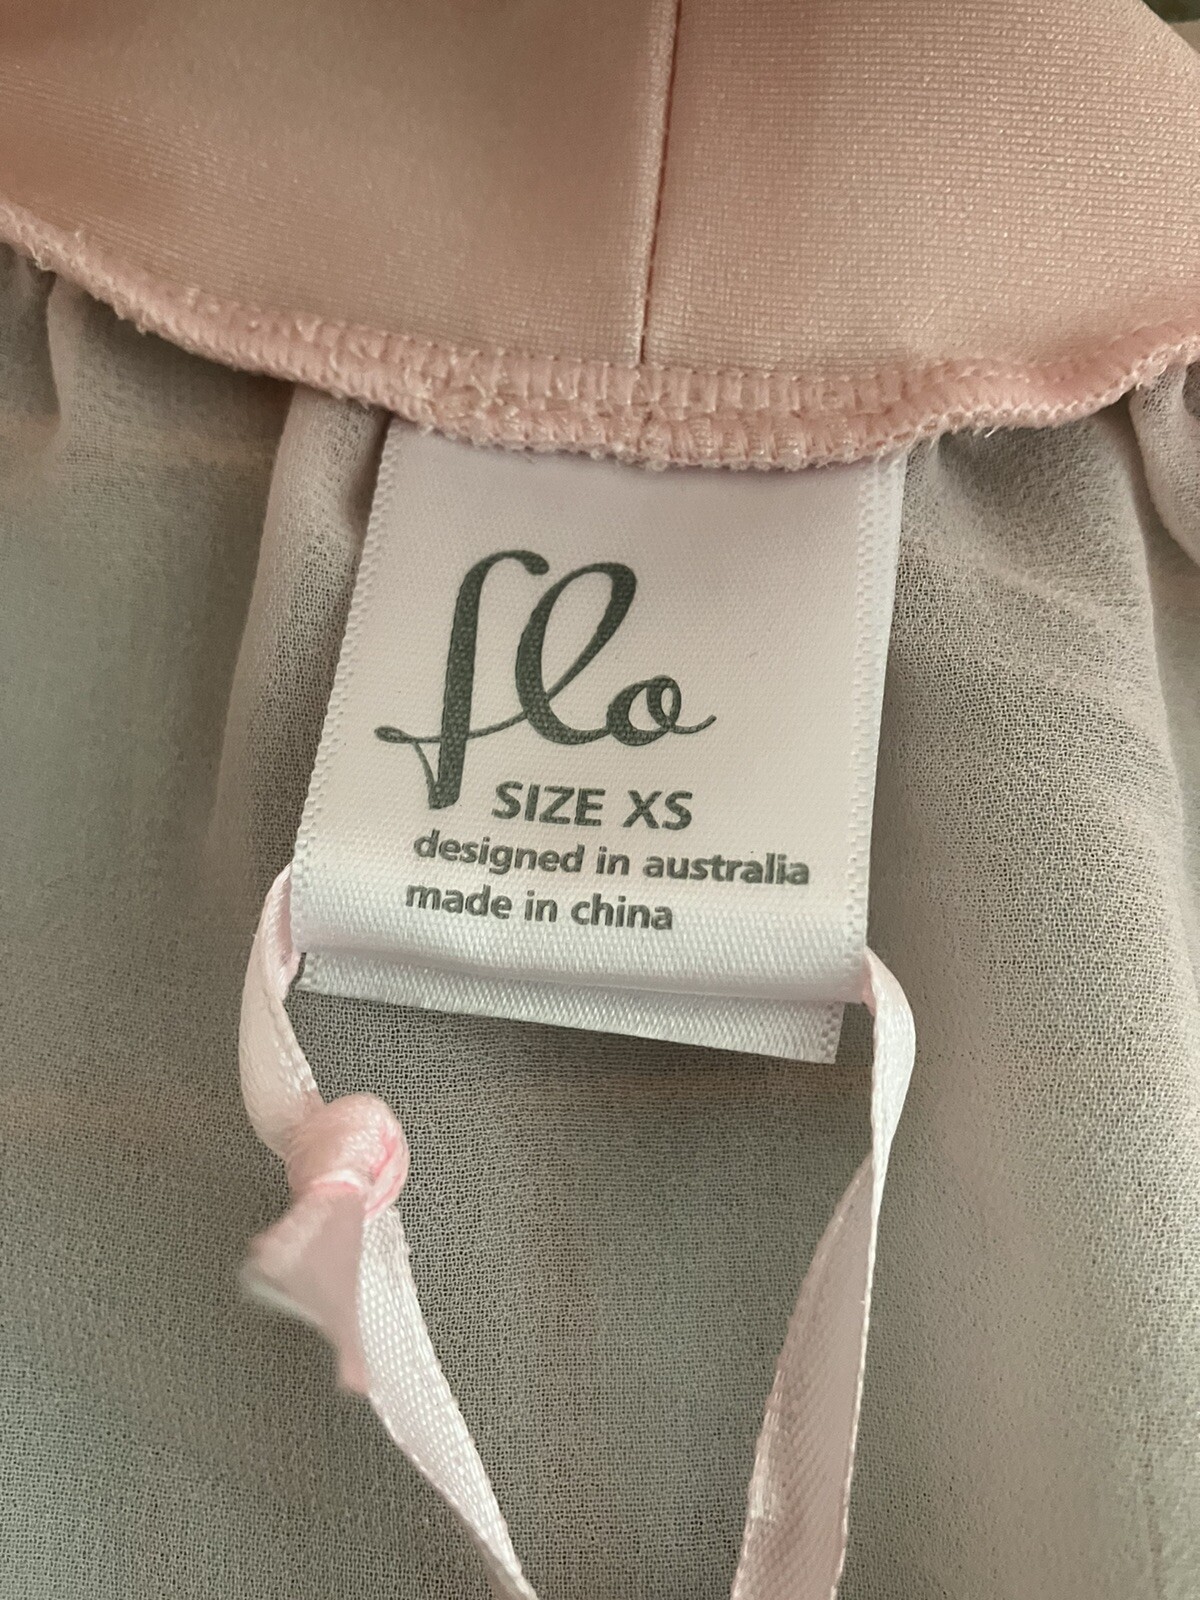 flo
SIZE XS
designed in australia
made in china